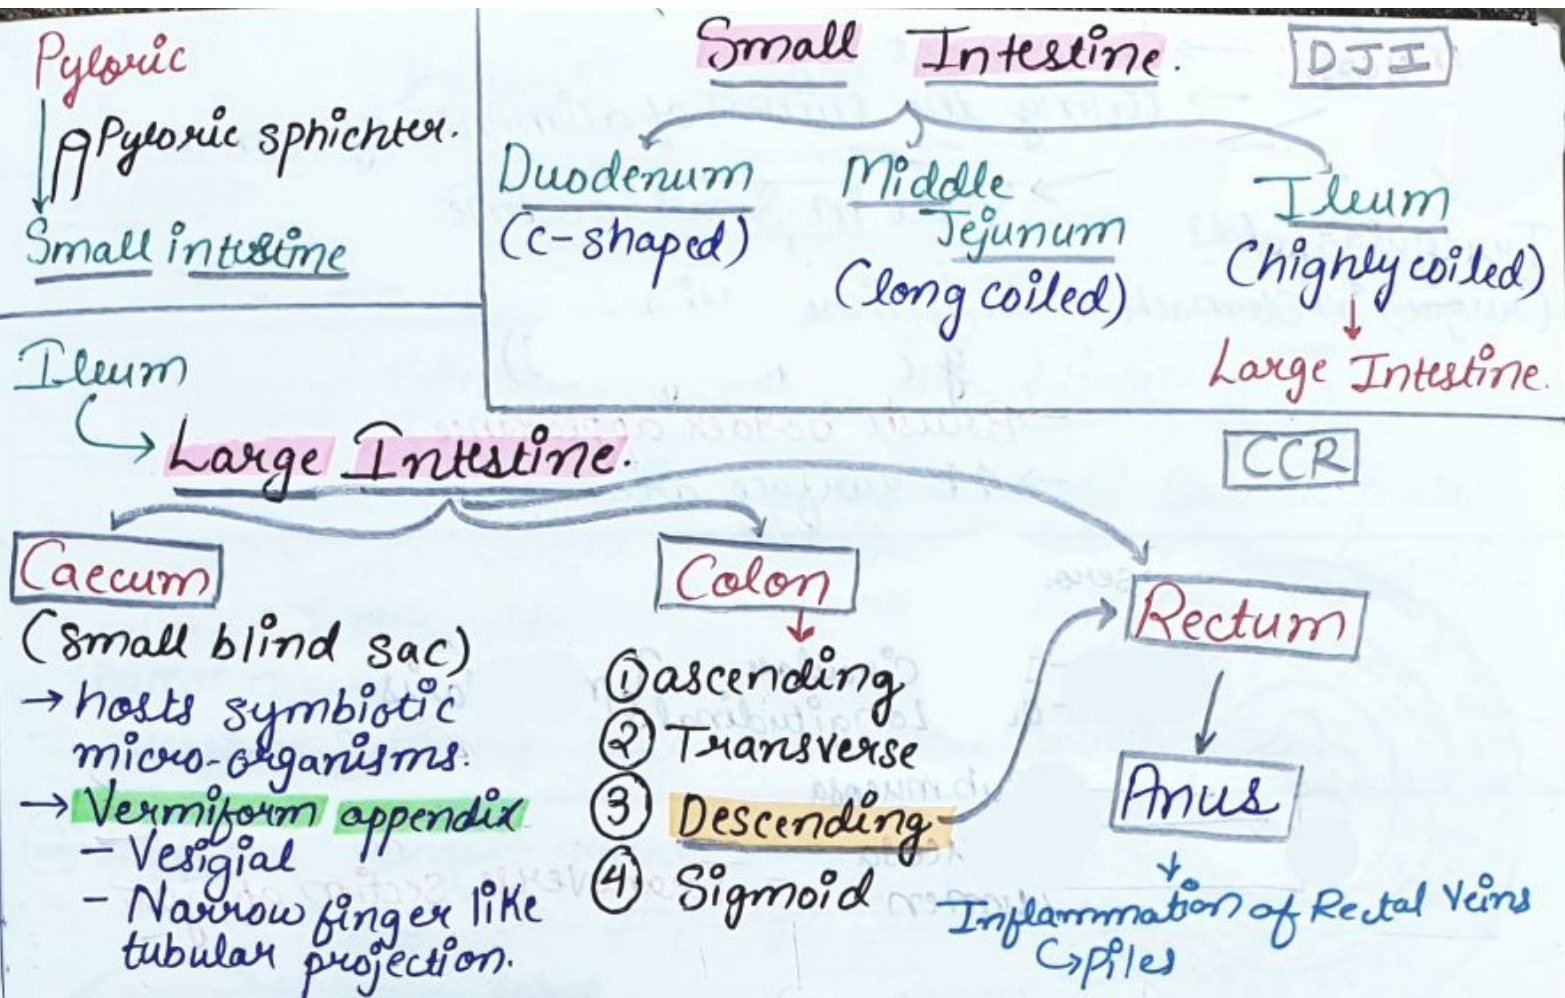 Pyloric
Pyloric sphichter.
Small intestine
Small Intestine.
DJI
Duodenum
(c-shaped)
Middle
Jejunum
(long coiled)
Ileum
(highly coiled)
Large Intestine.
Ileum
Large Intestine.
CCR
Caecum
(small blind sac)
→ hosts symbiotic
micro-organisms.
→ Vermiform appendix
- Vesigial
- Narrow finger like
tubular projection.
Colon
① ascending
② Transverse
③ Descending
④ Sigmoid
Rectum
Anus
Inflammation of Rectal Veins
↪ piles